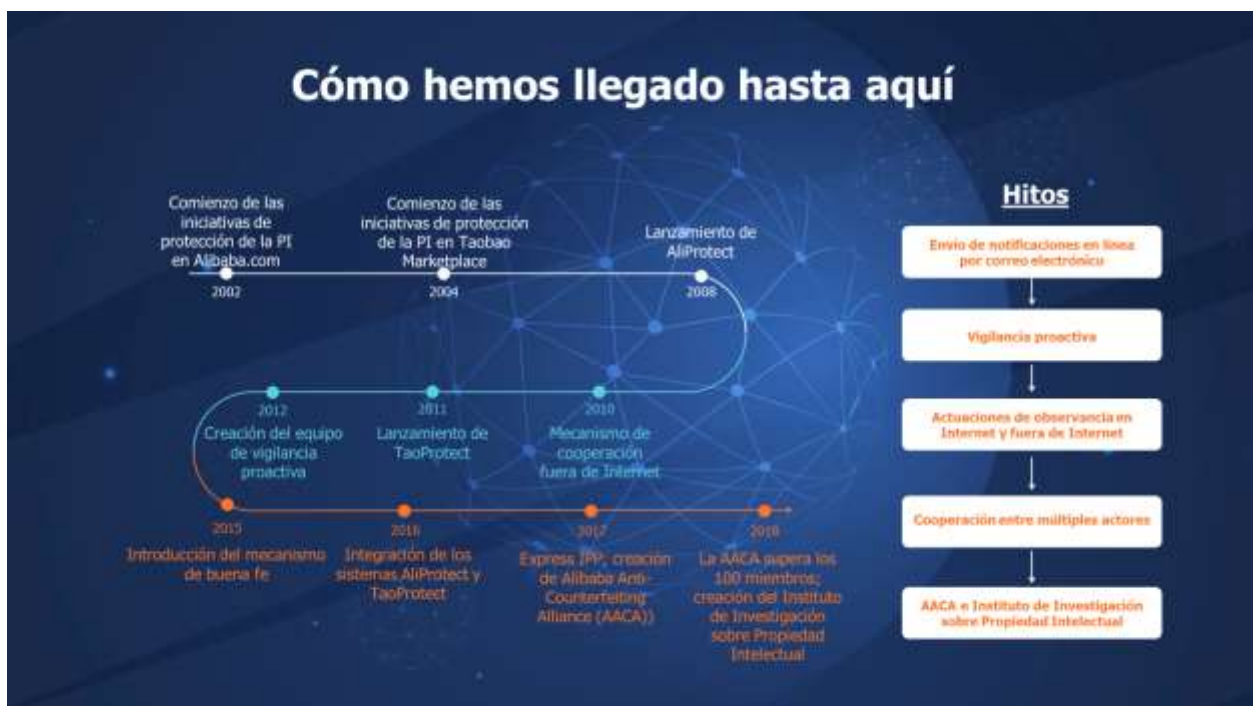 Cómo hemos llegado hasta aquí
Comienzo de las
iniciativas de
protección de la PI
en Alibaba.com
2002
Comienzo de las
iniciativas de protección
de la PI en Taobao
Marketplace
2004
Lanzamiento de
AliProtect
2008
2012
Creación del equipo
de vigilancia
proactiva
2011
Lanzamiento de
TaoProtect
2010
Mecanismo de
cooperación
fuera de Internet
2015
Introducción del mecanismo
de buena fe
2016
Integración de los
sistemas AliProtect y
TaoProtect
2017
Express IPP, creación
de Alibaba Anti-
Counterfeiting
Alliance (AACA))
2018
La AACA supera los
100 miembros;
creación del Instituto
de Investigación
sobre Propiedad
Intelectual
Hitos
Envío de notificaciones en línea
por correo electrónico
Vigilancia proactiva
Actuaciones de observancia en
Internet y fuera de Internet
Cooperación entre múltiples actores
AACA e Instituto de Investigación
sobre Propiedad Intelectual